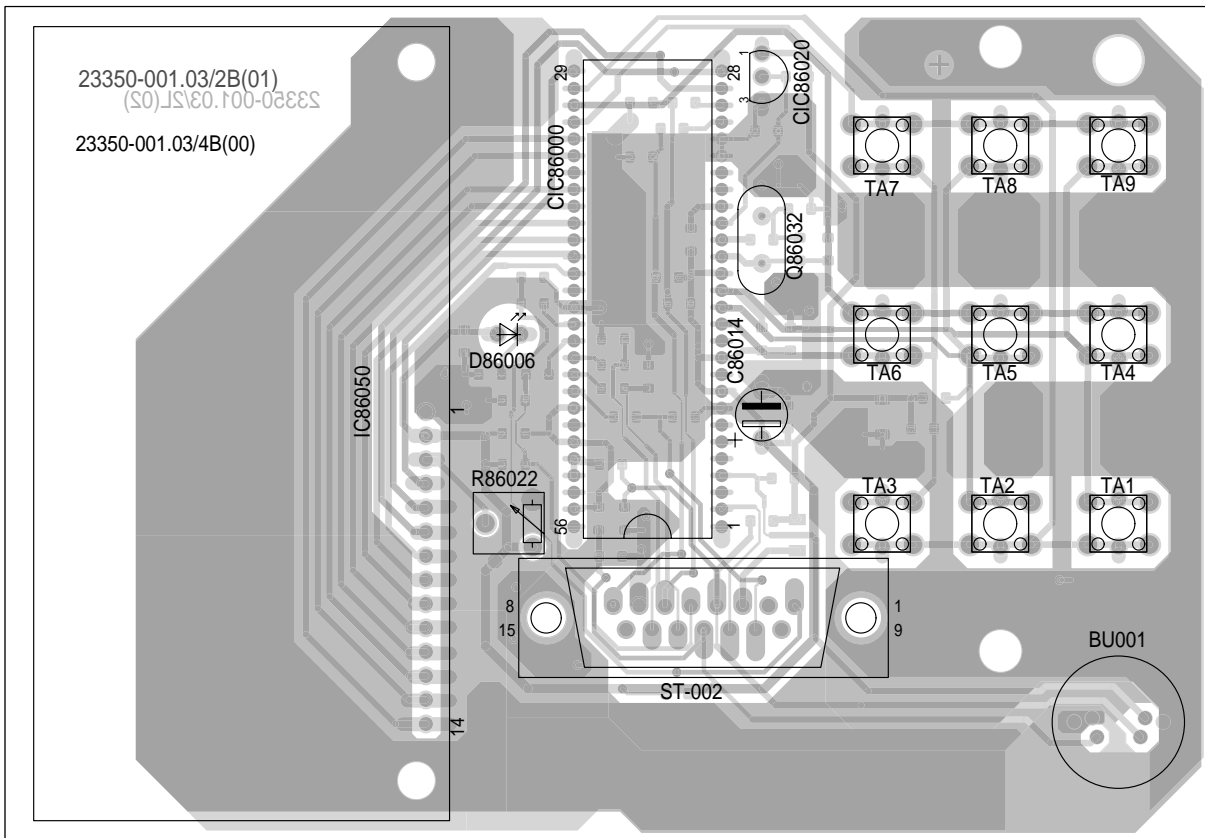 23350-001.03/2B(01)
23350-001.03/2L(02)
23350-001.03/4B(00)
29
28
1
3
CIC86020
CIC86000
TA7
TA8
TA9
Q86032
D86006
C86014
TA6
TA5
TA4
IC86050
1
+
R86022
TA3
TA2
TA1
56
1
8
1
15
9
ST-002
BU001
14